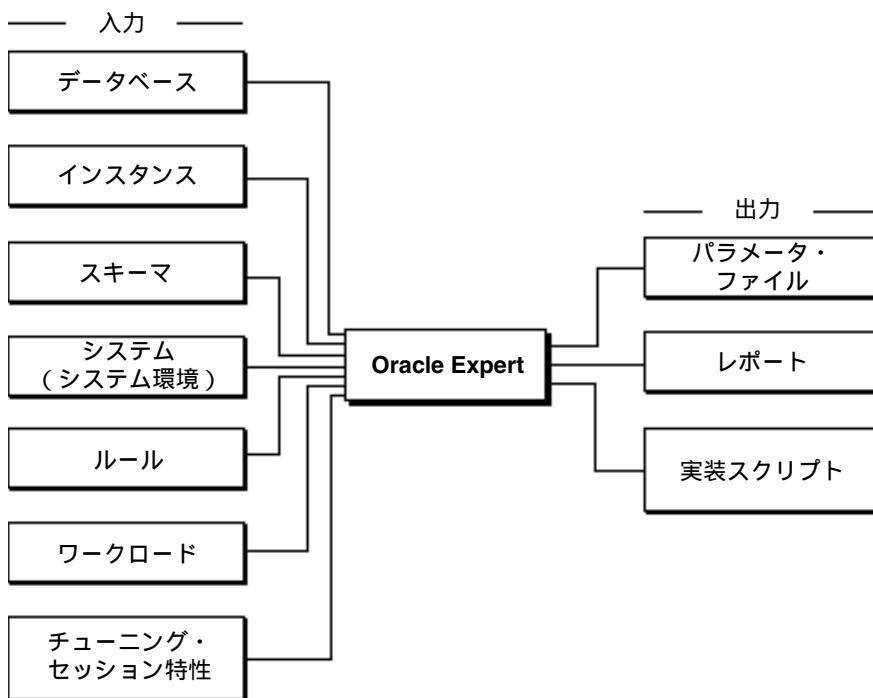 入力
データベース
インスタンス
スキーマ
システム
（システム環境）
ルール
ワークロード
チューニング・
セッション特性
Oracle Expert
出力
パラメータ・
ファイル
レポート
実装スクリプト